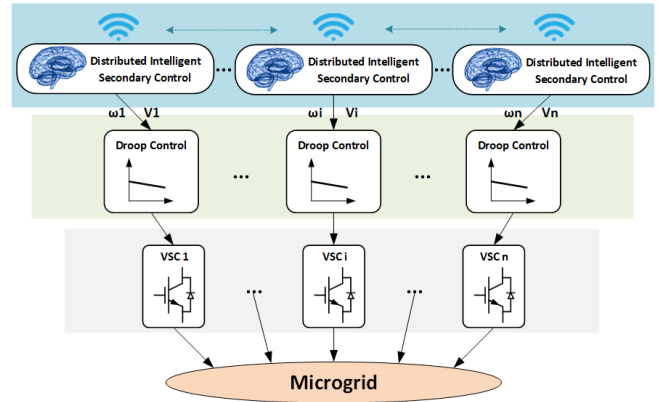 Distributed Intelligent
Secondary Control
...
Distributed Intelligent
Secondary Control
...
Distributed Intelligent
Secondary Control
ω1 V1
ωi Vi
ωn Vn
Droop Control
...
Droop Control
...
Droop Control
VSC 1
...
VSC i
...
VSC n
Microgrid